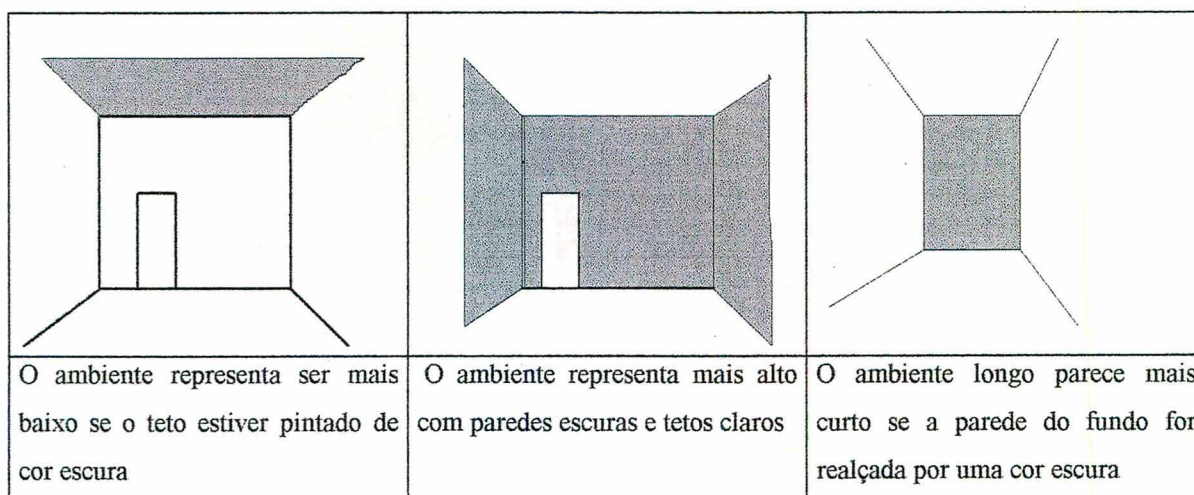 O ambiente representa ser mais
baixo se o teto estiver pintado de
cor escura
O ambiente representa mais alto
com paredes escuras e tetos claros
O ambiente longo parece mais
curto se a parede do fundo for
realçada por uma cor escura